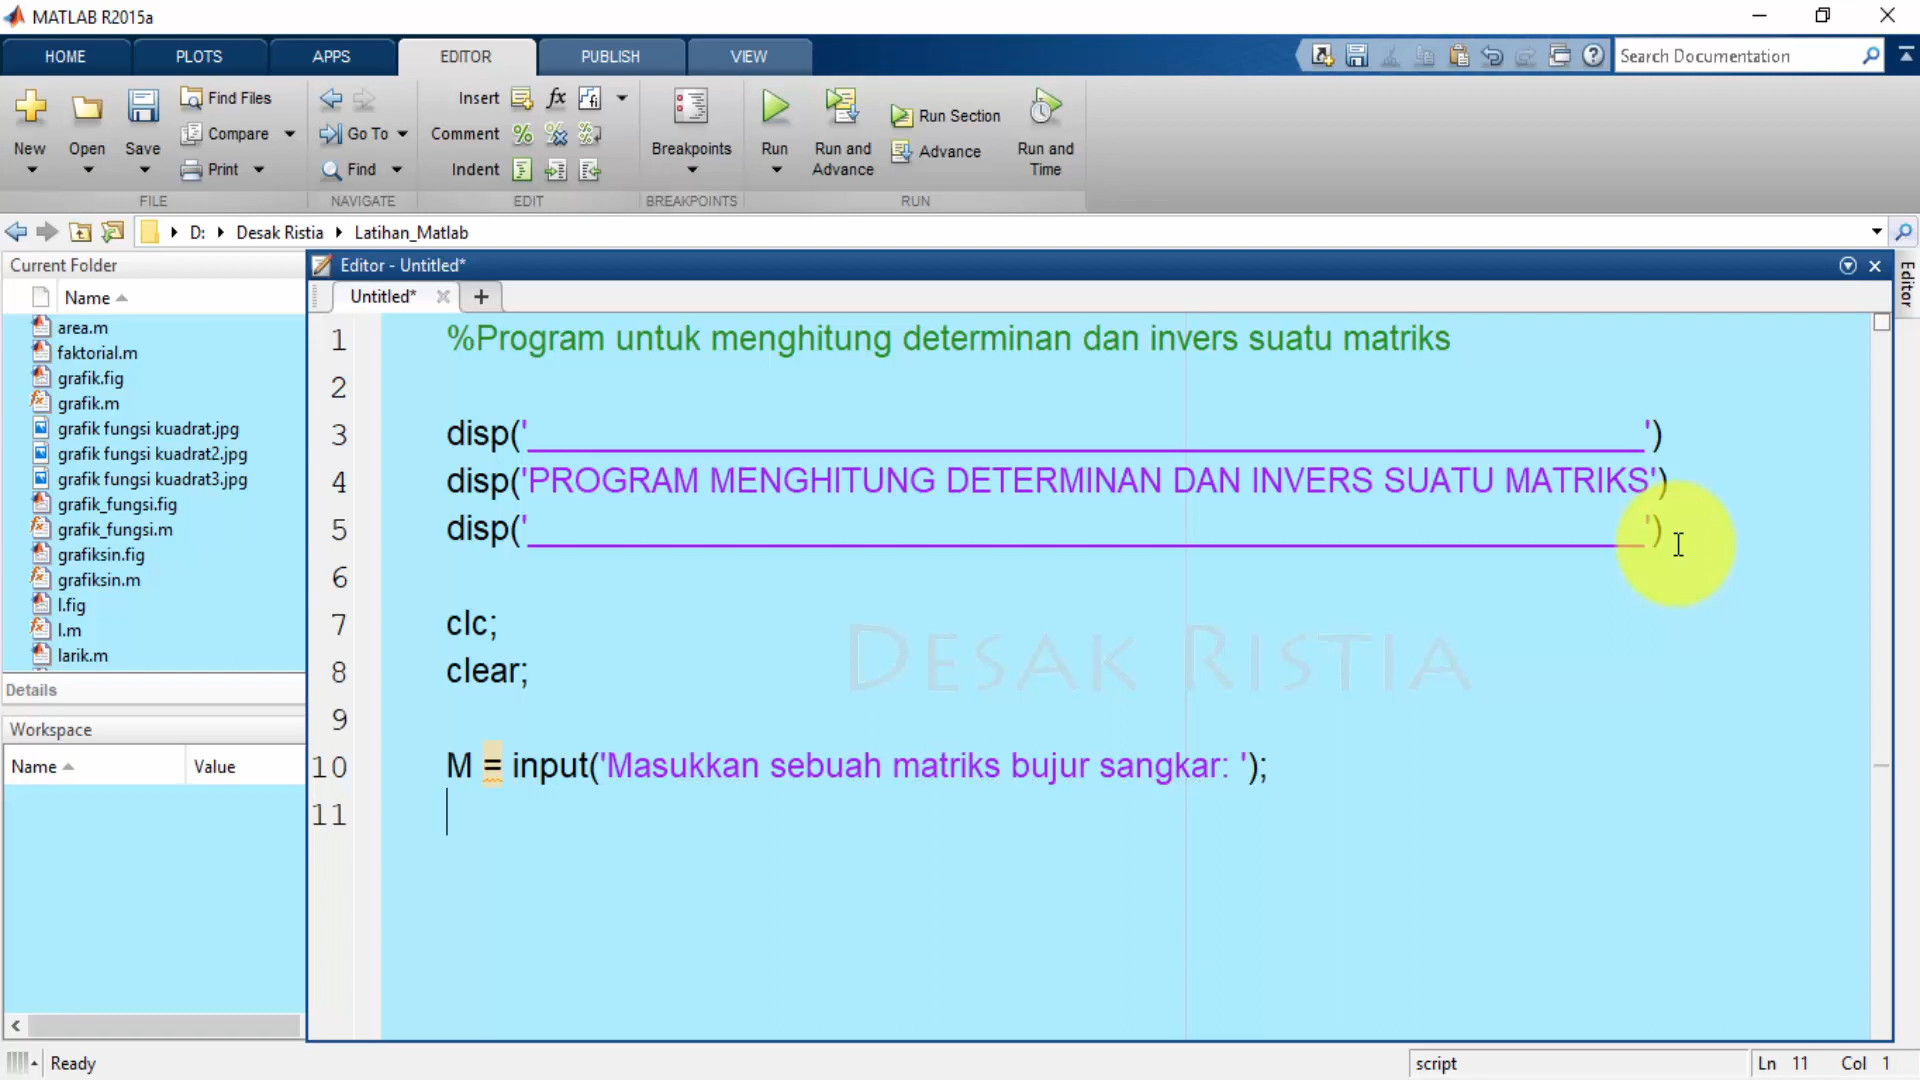 MATLAB R2015a
HOME PLOTS APPS EDITOR PUBLISH VIEW
Search Documentation
New Open Save
Find Files
Compare
Print
Go To
Find
Insert
Comment
Indent
Breakpoints
Run
Run and Advance
Run Section
Advance
Run and Time
FILE NAVIGATE EDIT BREAKPOINTS RUN
D: Desak Ristia Latihan_Matlab
Current Folder
Name
area.m
faktorial.m
grafik.fig
grafik.m
grafik fungsi kuadrat.jpg
grafik fungsi kuadrat2.jpg
grafik fungsi kuadrat3.jpg
grafik_fungsi.fig
grafik_fungsi.m
grafiksin.fig
grafiksin.m
l.fig
l.m
larik.m
Details
Workspace
Name Value
Editor - Untitled*
Untitled*
Editor
1 %Program untuk menghitung determinan dan invers suatu matriks
2
3 disp('______________________________________________________')
4 disp('PROGRAM MENGHITUNG DETERMINAN DAN INVERS SUATU MATRIKS')
5 disp('______________________________________________________')
6
7 clc;
8 clear;
9
10 M = input('Masukkan sebuah matriks bujur sangkar: ');
11
DESAK RISTIA
Ready
script
Ln 11 Col 1